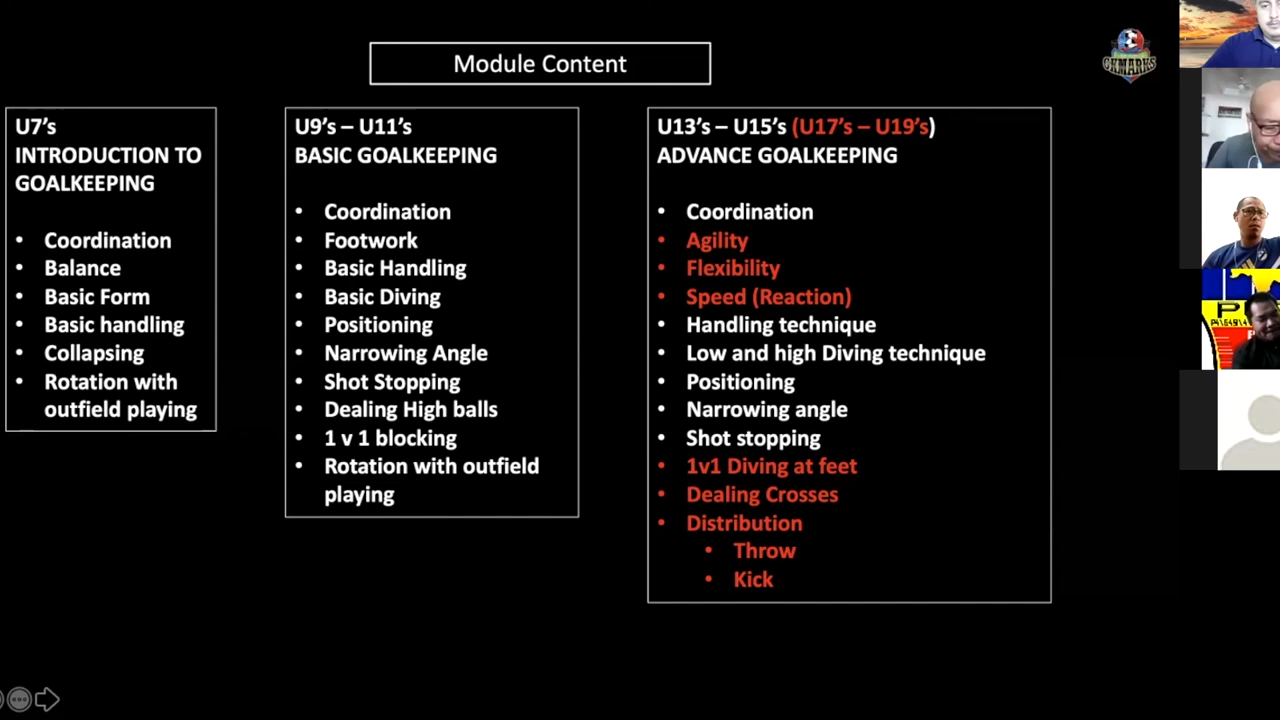 Module Content
GKMARKS
U7's
INTRODUCTION TO
GOALKEEPING
• Coordination
• Balance
• Basic Form
• Basic handling
• Collapsing
• Rotation with
outfield playing
U9's – U11's
BASIC GOALKEEPING
• Coordination
• Footwork
• Basic Handling
• Basic Diving
• Positioning
• Narrowing Angle
• Shot Stopping
• Dealing High balls
• 1 v 1 blocking
• Rotation with outfield
playing
U13's – U15's (U17's – U19's)
ADVANCE GOALKEEPING
• Coordination
• Agility
• Flexibility
• Speed (Reaction)
• Handling technique
• Low and high Diving technique
• Positioning
• Narrowing angle
• Shot stopping
• 1v1 Diving at feet
• Dealing Crosses
• Distribution
• Throw
• Kick